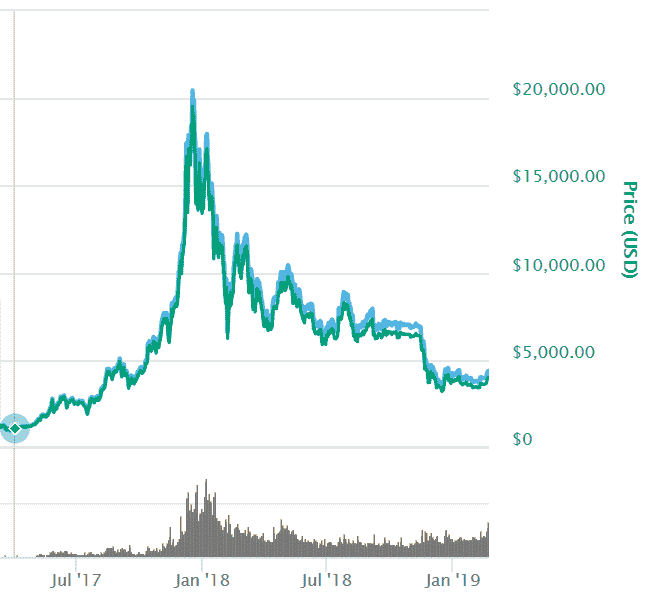 $20,000.00
$15,000.00
Price (USD)
$10,000.00
$5,000.00
$0
Jul '17 Jan '18 Jul '18 Jan '19